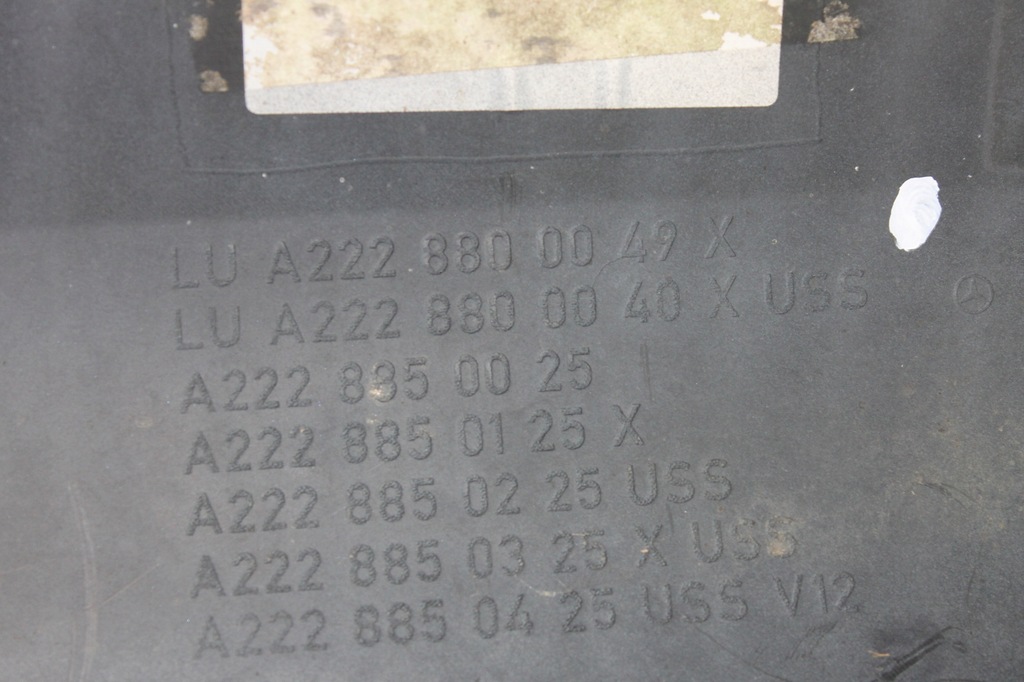 LU A222 880 00 49 X
LU A222 880 00 40 X USS
A222 885 00 25
A222 885 01 25 X
A222 885 02 25 USS
A222 885 03 25 X USS
A222 885 04 25 USS V12